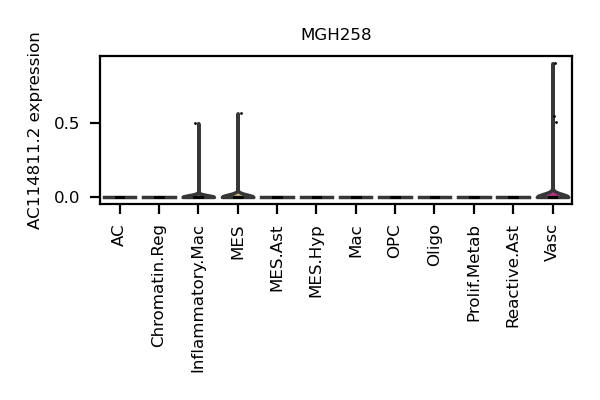 MGH258
AC114811.2 expression
0.5
0.0
AC
Chromatin.Reg
Inflammatory.Mac
MES
MES.Ast
MES.Hyp
Mac
OPC
Oligo
Prolif.Metab
Reactive.Ast
Vasc